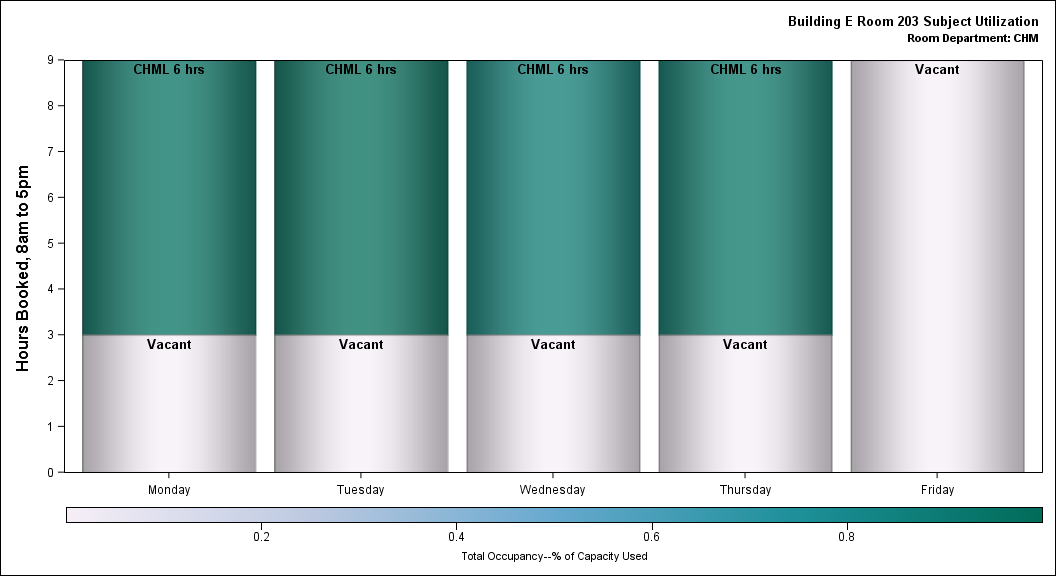 Building E Room 203 Subject Utilization
Room Department: CHM
Hours Booked, 8am to 5pm
9
8
7
6
5
4
3
2
1
0
CHML 6 hrs
CHML 6 hrs
CHML 6 hrs
CHML 6 hrs
Vacant
Vacant
Vacant
Vacant
Vacant
Monday
Tuesday
Wednesday
Thursday
Friday
0.2
0.4
0.6
0.8
Total Occupancy--% of Capacity Used